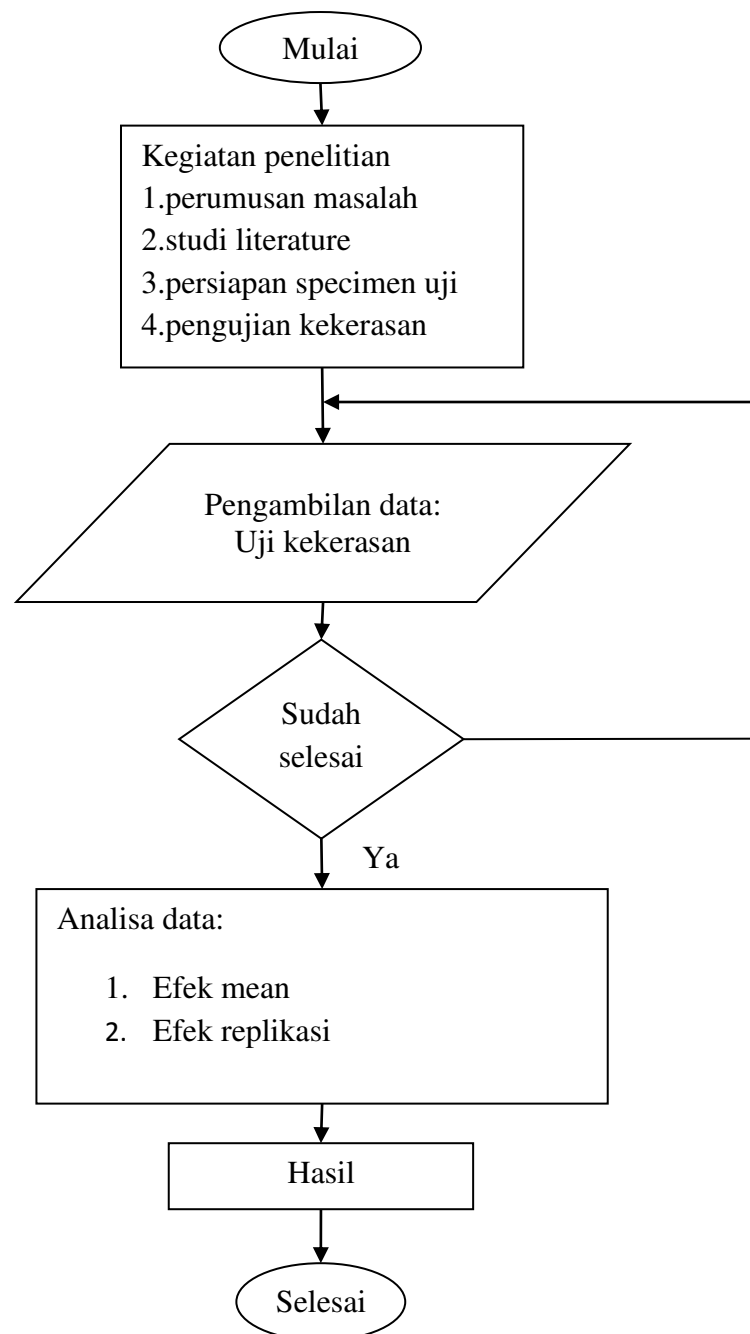 Mulai
Kegiatan penelitian
1.perumusan masalah
2.studi literature
3.persiapan specimen uji
4.pengujian kekerasan
Pengambilan data:
Uji kekerasan
Sudah
selesai
Ya
Analisa data:
1. Efek mean
2. Efek replikasi
Hasil
Selesai